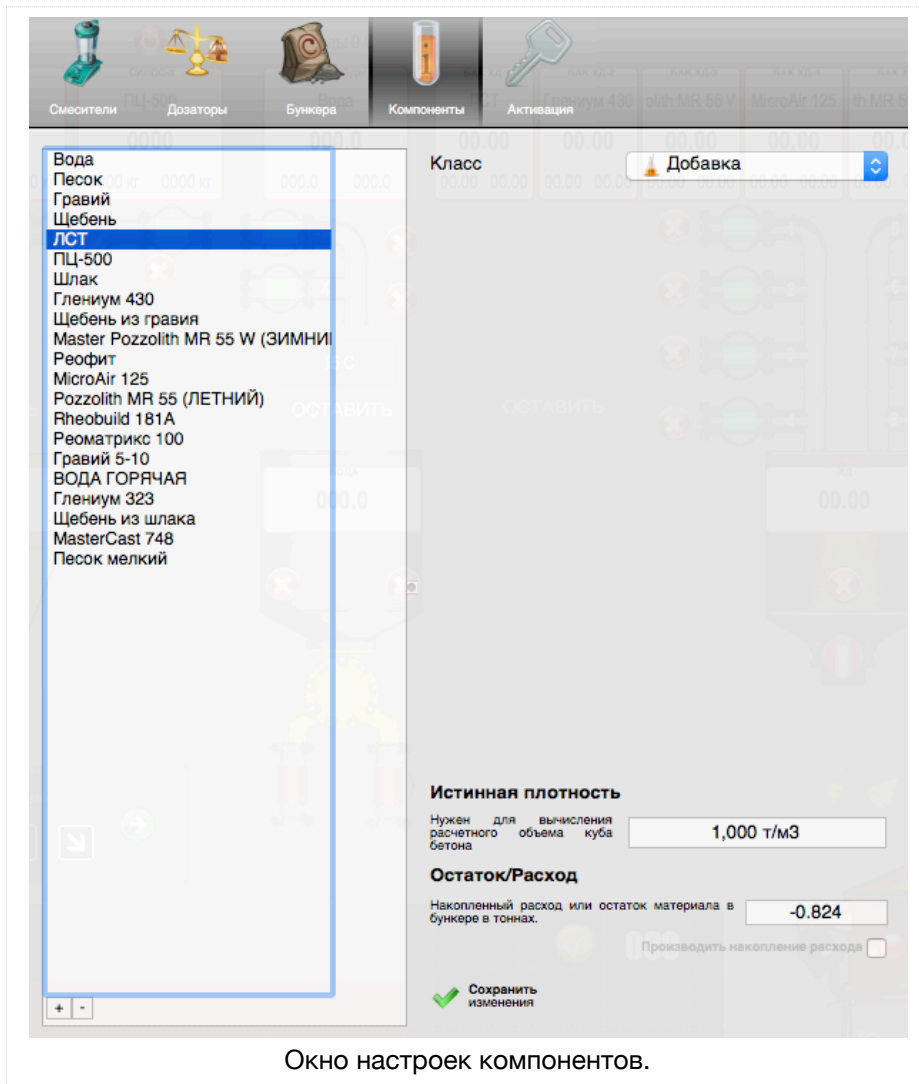 Смесители
Дозаторы
Бункера
Компоненты
Активация
Вода
Песок
Гравий
Щебень
ЛСТ
ПЦ-500
Шлак
Глениум 430
Щебень из гравия
Master Pozzolith MR 55 W (ЗИМНИ
Реофит
MicroAir 125
Pozzolith MR 55 (ЛЕТНИЙ)
Rheobuild 181A
Реоматрикс 100
Гравий 5-10
ВОДА ГОРЯЧАЯ
Глениум 323
Щебень из шлака
MasterCast 748
Песок мелкий
+ -
Класс
Добавка
Истинная плотность
Нужен для вычисления
расчетного объема куба
бетона
1,000 т/м3
Остаток/Расход
Накопленный расход или остаток материала в
бункере в тоннах.
-0.824
Производить накопление расхода
Сохранить
изменения
Окно настроек компонентов.